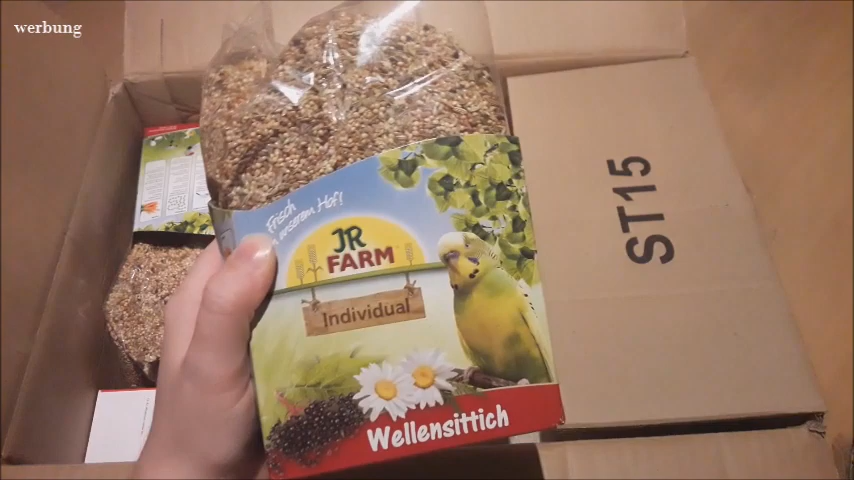 werbung
Frisch
unserem Hof!
JR
FARM
Individual
Wellensittich
ST15